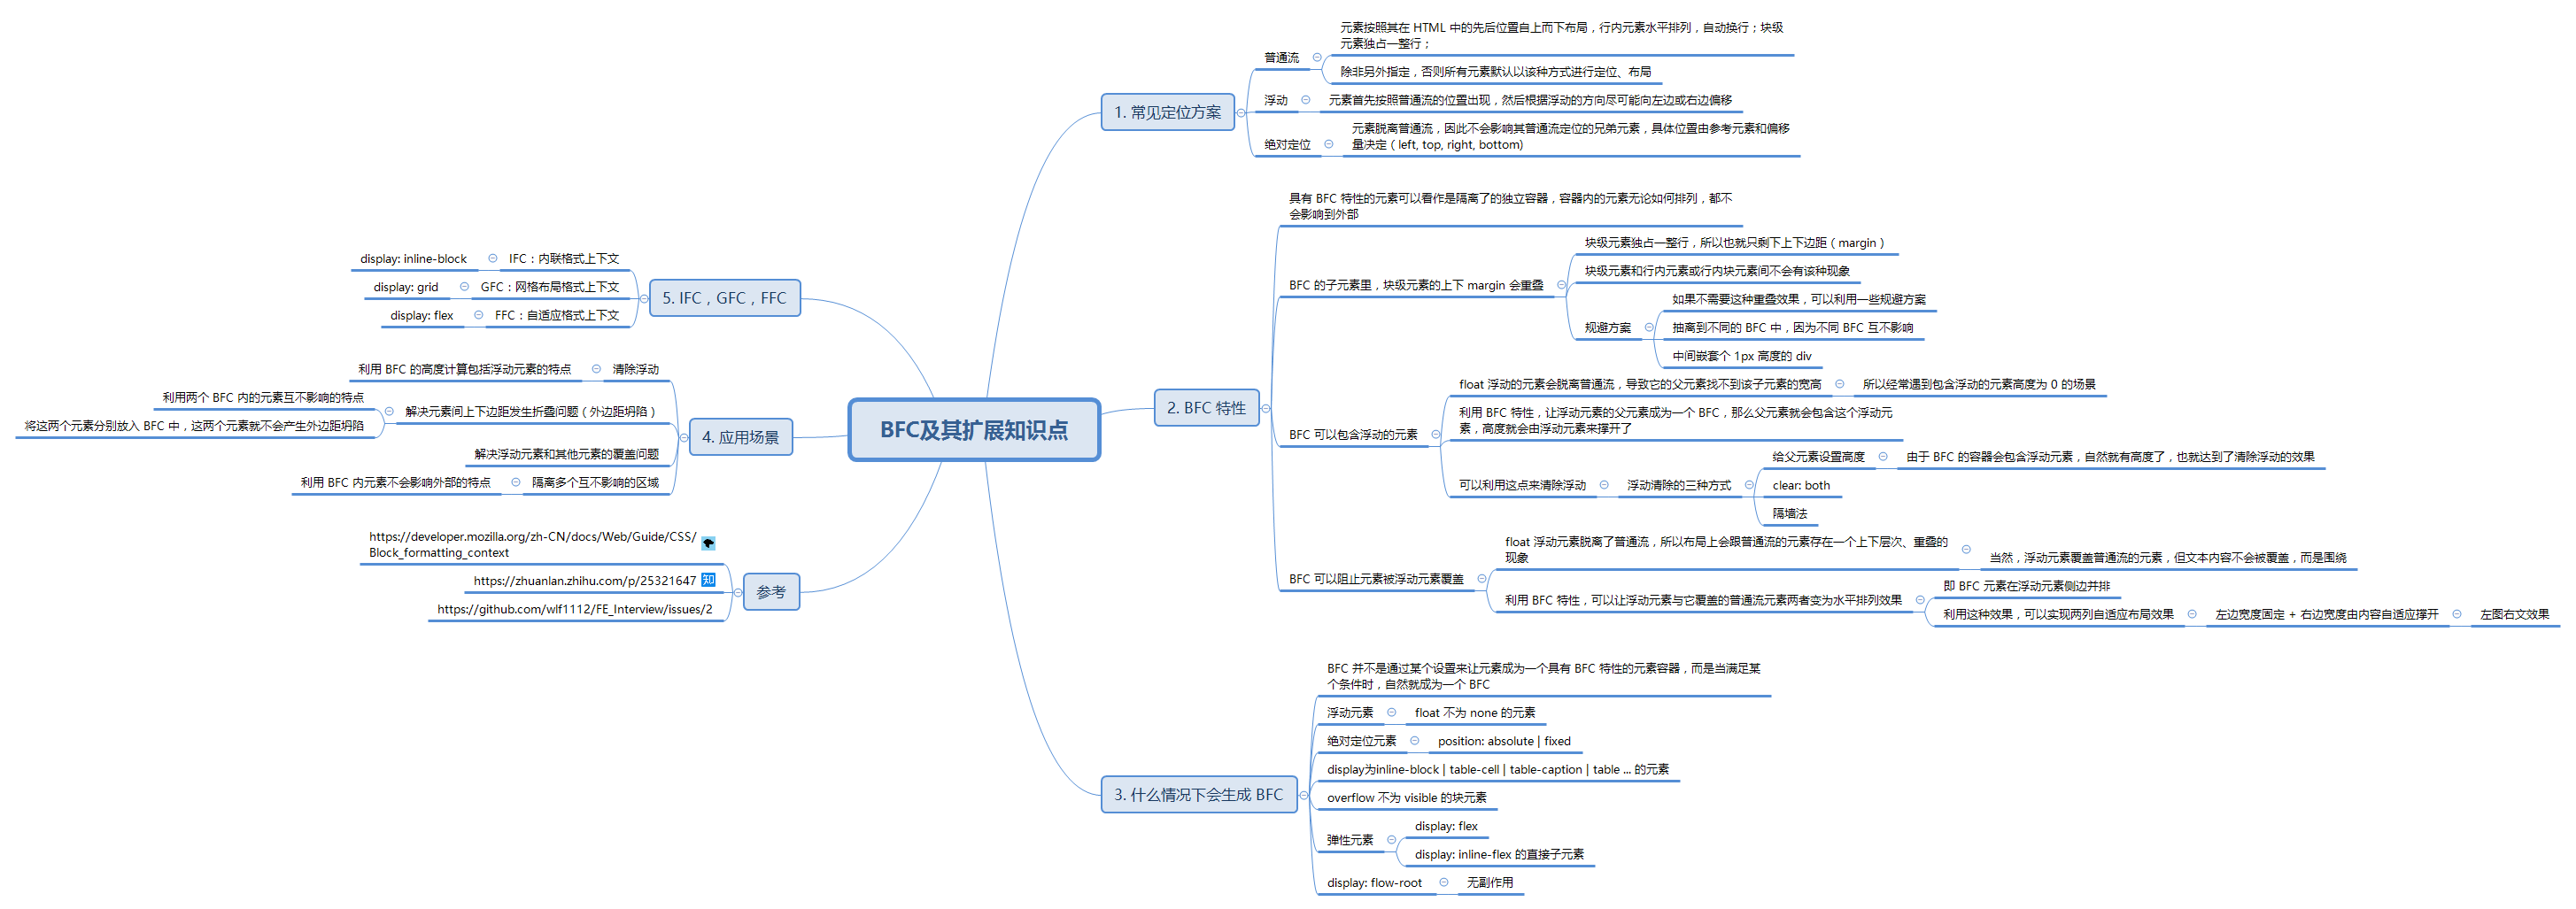 BFC及其扩展知识点
1. 常见定位方案
普通流
元素按照其在 HTML 中的先后位置自上而下布局，行内元素水平排列，自动换行；块级
元素独占一整行；
除非另外指定，否则所有元素默认以该种方式进行定位、布局
浮动
元素首先按照普通流的位置出现，然后根据浮动的方向尽可能向左边或右边偏移
绝对定位
元素脱离普通流，因此不会影响其普通流定位的兄弟元素，具体位置由参考元素和偏移
量决定（left, top, right, bottom)
2. BFC 特性
具有 BFC 特性的元素可以看作是隔离了的独立容器，容器内的元素无论如何排列，都不
会影响到外部
BFC 的子元素里，块级元素的上下 margin 会重叠
块级元素独占一整行，所以也就只剩下上下边距（margin）
块级元素和行内元素或行内块元素间不会有该种现象
规避方案
如果不需要这种重叠效果，可以利用一些规避方案
抽离到不同的 BFC 中，因为不同 BFC 互不影响
中间嵌套个 1px 高度的 div
BFC 可以包含浮动的元素
float 浮动的元素会脱离普通流，导致它的父元素找不到该子元素的宽高
所以经常遇到包含浮动的元素高度为 0 的场景
利用 BFC 特性，让浮动元素的父元素成为一个 BFC，那么父元素就会包含这个浮动元
素，高度就会由浮动元素来撑开了
可以利用这点来清除浮动
浮动清除的三种方式
给父元素设置高度
由于 BFC 的容器会包含浮动元素，自然就有高度了，也就达到了清除浮动的效果
clear: both
隔墙法
BFC 可以阻止元素被浮动元素覆盖
float 浮动元素脱离了普通流，所以布局上会跟普通流的元素存在一个上下层次、重叠的
现象
当然，浮动元素覆盖普通流的元素，但文本内容不会被覆盖，而是围绕
利用 BFC 特性，可以让浮动元素与它覆盖的普通流元素两者变为水平排列效果
即 BFC 元素在浮动元素侧边并排
利用这种效果，可以实现两列自适应布局效果
左边宽度固定 + 右边宽度由内容自适应撑开
左图右文效果
3. 什么情况下会生成 BFC
BFC 并不是通过某个设置来让元素成为一个具有 BFC 特性的元素容器，而是当满足某
个条件时，自然就成为一个 BFC
浮动元素
float 不为 none 的元素
绝对定位元素
position: absolute | fixed
display为inline-block | table-cell | table-caption | table ... 的元素
overflow 不为 visible 的块元素
弹性元素
display: flex
display: inline-flex 的直接子元素
display: flow-root
无副作用
4. 应用场景
清除浮动
利用 BFC 的高度计算包括浮动元素的特点
解决元素间上下边距发生折叠问题（外边距坍陷）
利用两个 BFC 内的元素互不影响的特点
将这两个元素分别放入 BFC 中，这两个元素就不会产生外边距坍陷
解决浮动元素和其他元素的覆盖问题
隔离多个互不影响的区域
利用 BFC 内元素不会影响外部的特点
5. IFC，GFC，FFC
IFC：内联格式上下文
display: inline-block
GFC：网格布局格式上下文
display: grid
FFC：自适应格式上下文
display: flex
参考
https://developer.mozilla.org/zh-CN/docs/Web/Guide/CSS/
Block_formatting_context
https://zhuanlan.zhihu.com/p/25321647
知
https://github.com/wlf1112/FE_Interview/issues/2